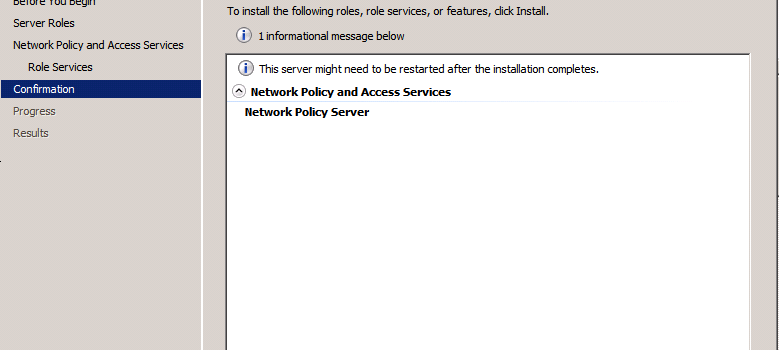 Before You Begin
Server Roles
Network Policy and Access Services
Role Services
Confirmation
Progress
Results
To install the following roles, role services, or features, click Install.
1 informational message below
This server might need to be restarted after the installation completes.
Network Policy and Access Services
Network Policy Server